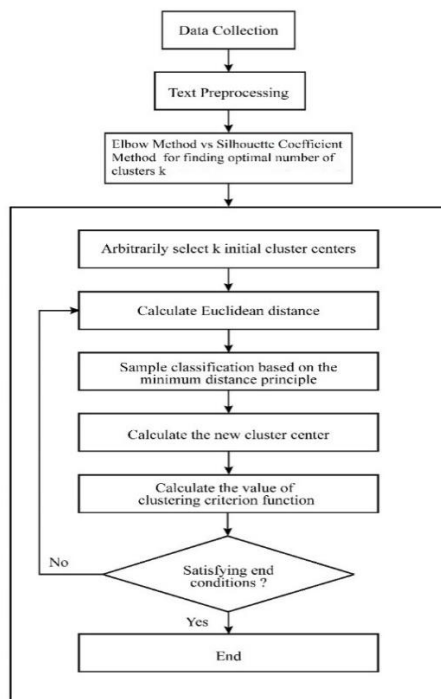 Data Collection
Text Preprocessing
Elbow Method vs Silhouettc Coefficient
Method for finding optimal number of
clusters k
Arbitrarily select k initial cluster centers
Calculate Euclidean distance
Sample classification based on the
minimum distance principle
Calculate the new cluster center
Calculate the value of
clustering criterion function
Satisfying end
conditions ?
No
Yes
End